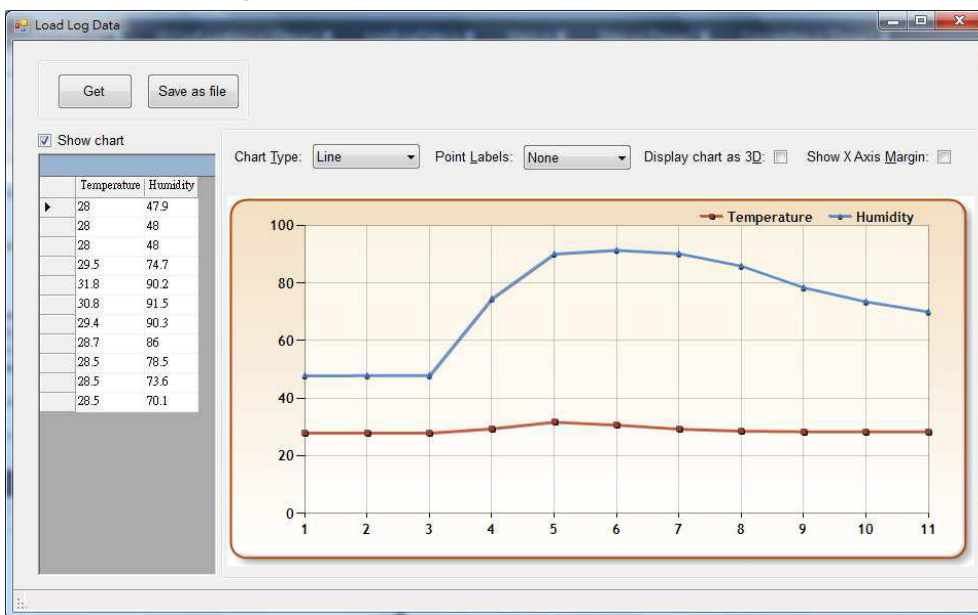 Load Log Data
Get Save as file
Show chart
Chart Type: Line Point Labels: None Display chart as 3D: Show X Axis Margin:
Temperature Humidity
28 47.9
28 48
28 48
29.5 74.7
31.8 90.2
30.8 91.5
29.4 90.3
28.7 86
28.5 78.5
28.5 73.6
28.5 70.1
Temperature Humidity
100
80
60
40
20
0
1 2 3 4 5 6 7 8 9 10 11